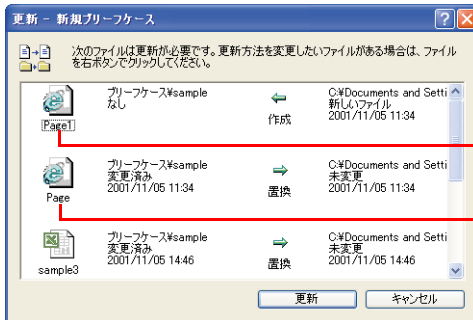 更新 - 新規ブリーフケース
次のファイルは更新が必要です。更新方法を変更したいファイルがある場合は、ファイル
を右ボタンでクリックしてください。
Page1
ブリーフケース¥sample
なし
作成
C:¥Documents and Setti
新しいファイル
2001/11/05 11:34
Page
ブリーフケース¥sample
変更済み
2001/11/05 11:34
置換
C:¥Documents and Setti
未変更
2001/11/05 11:34
sample3
ブリーフケース¥sample
変更済み
2001/11/05 14:46
置換
C:¥Documents and Setti
未変更
2001/11/05 14:46
更新
キャンセル